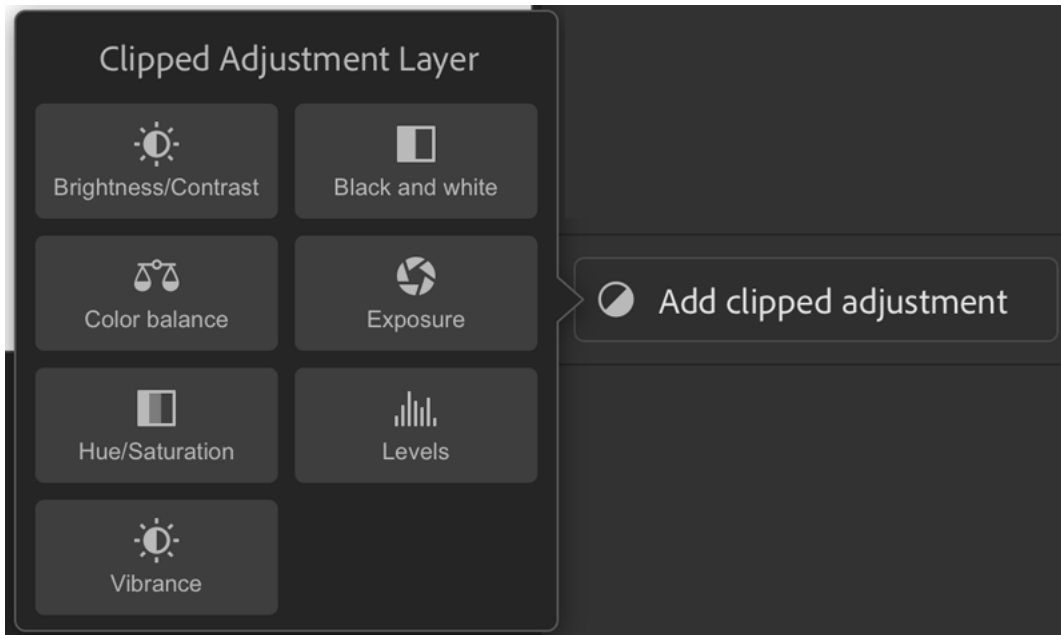 Clipped Adjustment Layer
Brightness/Contrast
Black and white
Color balance
Exposure
Add clipped adjustment
Hue/Saturation
Levels
Vibrance